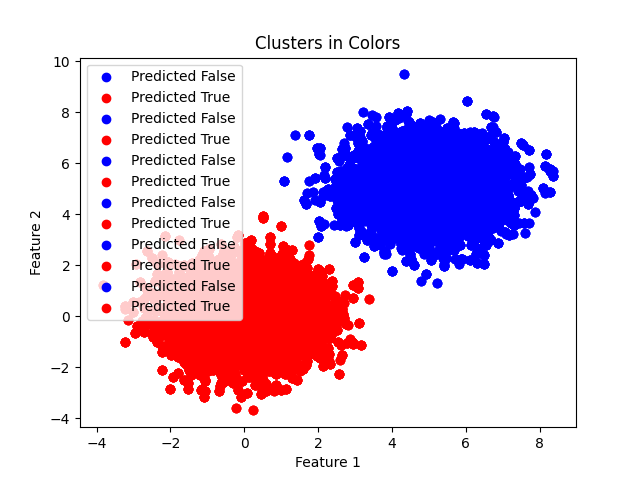 Clusters in Colors
Predicted False
Predicted True
Predicted False
Predicted True
Predicted False
Predicted True
Predicted False
Predicted True
Predicted False
Predicted True
Predicted False
Predicted True
Feature 2
10
8
6
4
2
0
−2
−4
−4 −2 0 2 4 6 8
Feature 1